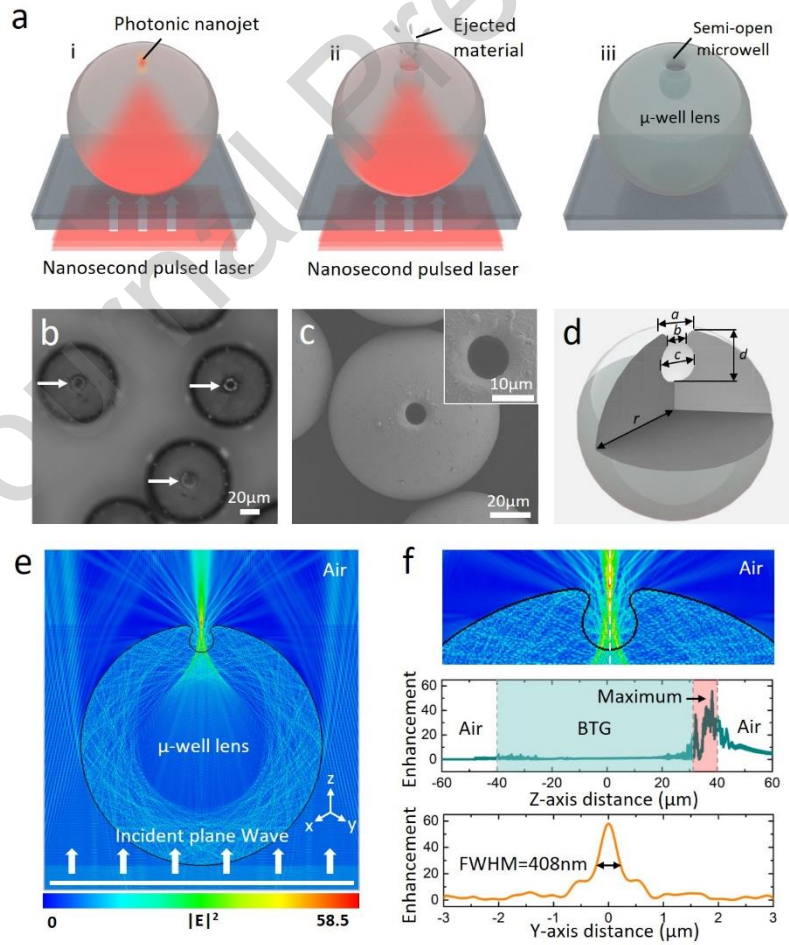 a
i
Photonic nanojet
Nanosecond pulsed laser
ii
Ejected
material
Nanosecond pulsed laser
iii
Semi-open
microwell
μ-well lens
b
20μm
c
10μm
20μm
d
a
b
c
d
r
e
Air
μ-well lens
z
x
y
Incident plane Wave
0
|E|²
58.5
f
Air
Enhancement
60
40
20
0
Maximum
Air
BTG
Air
-60 -40 -20 0 20 40 60
Z-axis distance (μm)
Enhancement
60
40
20
0
FWHM=408nm
-3 -2 -1 0 1 2 3
Y-axis distance (μm)